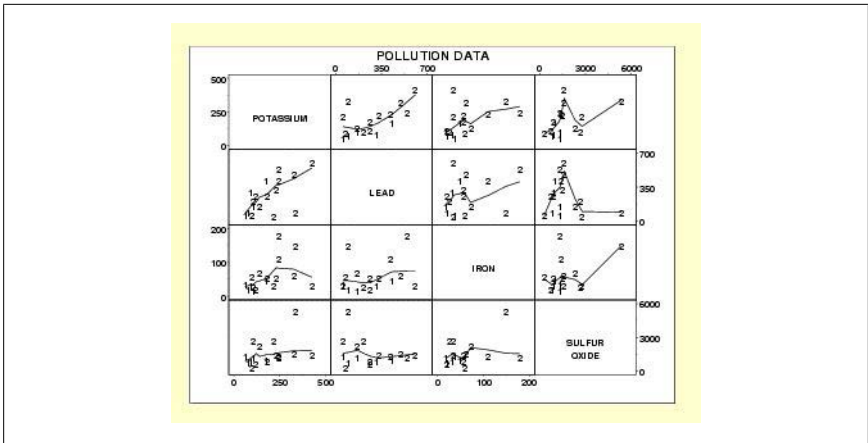 POLLUTION DATA
0 350 700 0 3000 6000
500
250
0
POTASSIUM
700
350
0
LEAD
200
100
0
IRON
6000
3000
0
SULFUR
OXIDE
0 250 500 0 100 200